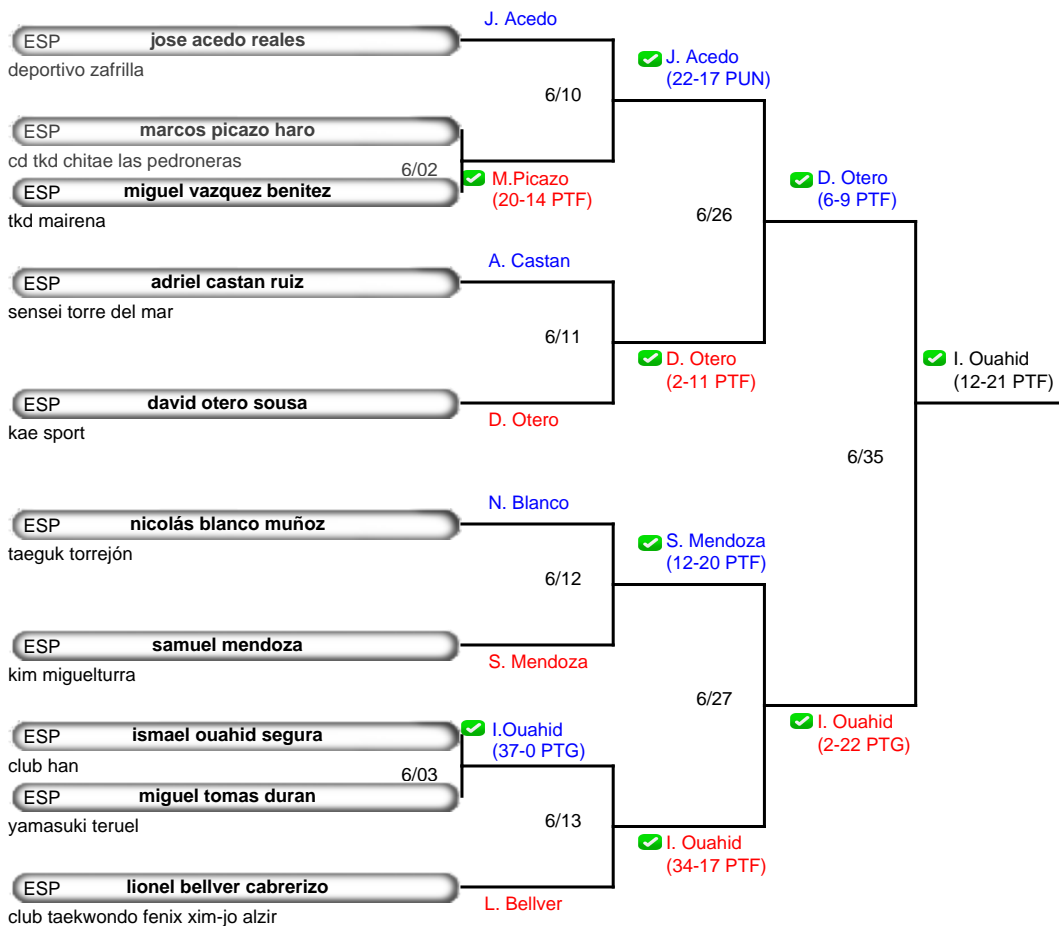 J. Acedo
ESP jose acedo reales
deportivo zafrilla
J. Acedo
(22-17 PUN)
6/10
ESP marcos picazo haro
cd tkd chitae las pedroneras
6/02
M.Picazo
(20-14 PTF)
ESP miguel vazquez benitez
tkd mairena
D. Otero
(6-9 PTF)
6/26
A. Castan
ESP adriel castan ruiz
sensei torre del mar
6/11
D. Otero
(2-11 PTF)
I. Ouahid
(12-21 PTF)
ESP david otero sousa
D. Otero
kae sport
6/35
N. Blanco
ESP nicolás blanco muñoz
taeguk torrejón
S. Mendoza
(12-20 PTF)
6/12
ESP samuel mendoza
S. Mendoza
kim miguelturra
6/27
ESP ismael ouahid segura
I.Ouahid
(37-0 PTG)
I. Ouahid
(2-22 PTG)
club han
6/03
ESP miguel tomas duran
yamasuki teruel
6/13
I. Ouahid
(34-17 PTF)
ESP lionel bellver cabrerizo
L. Bellver
club taekwondo fenix xim-jo alzir